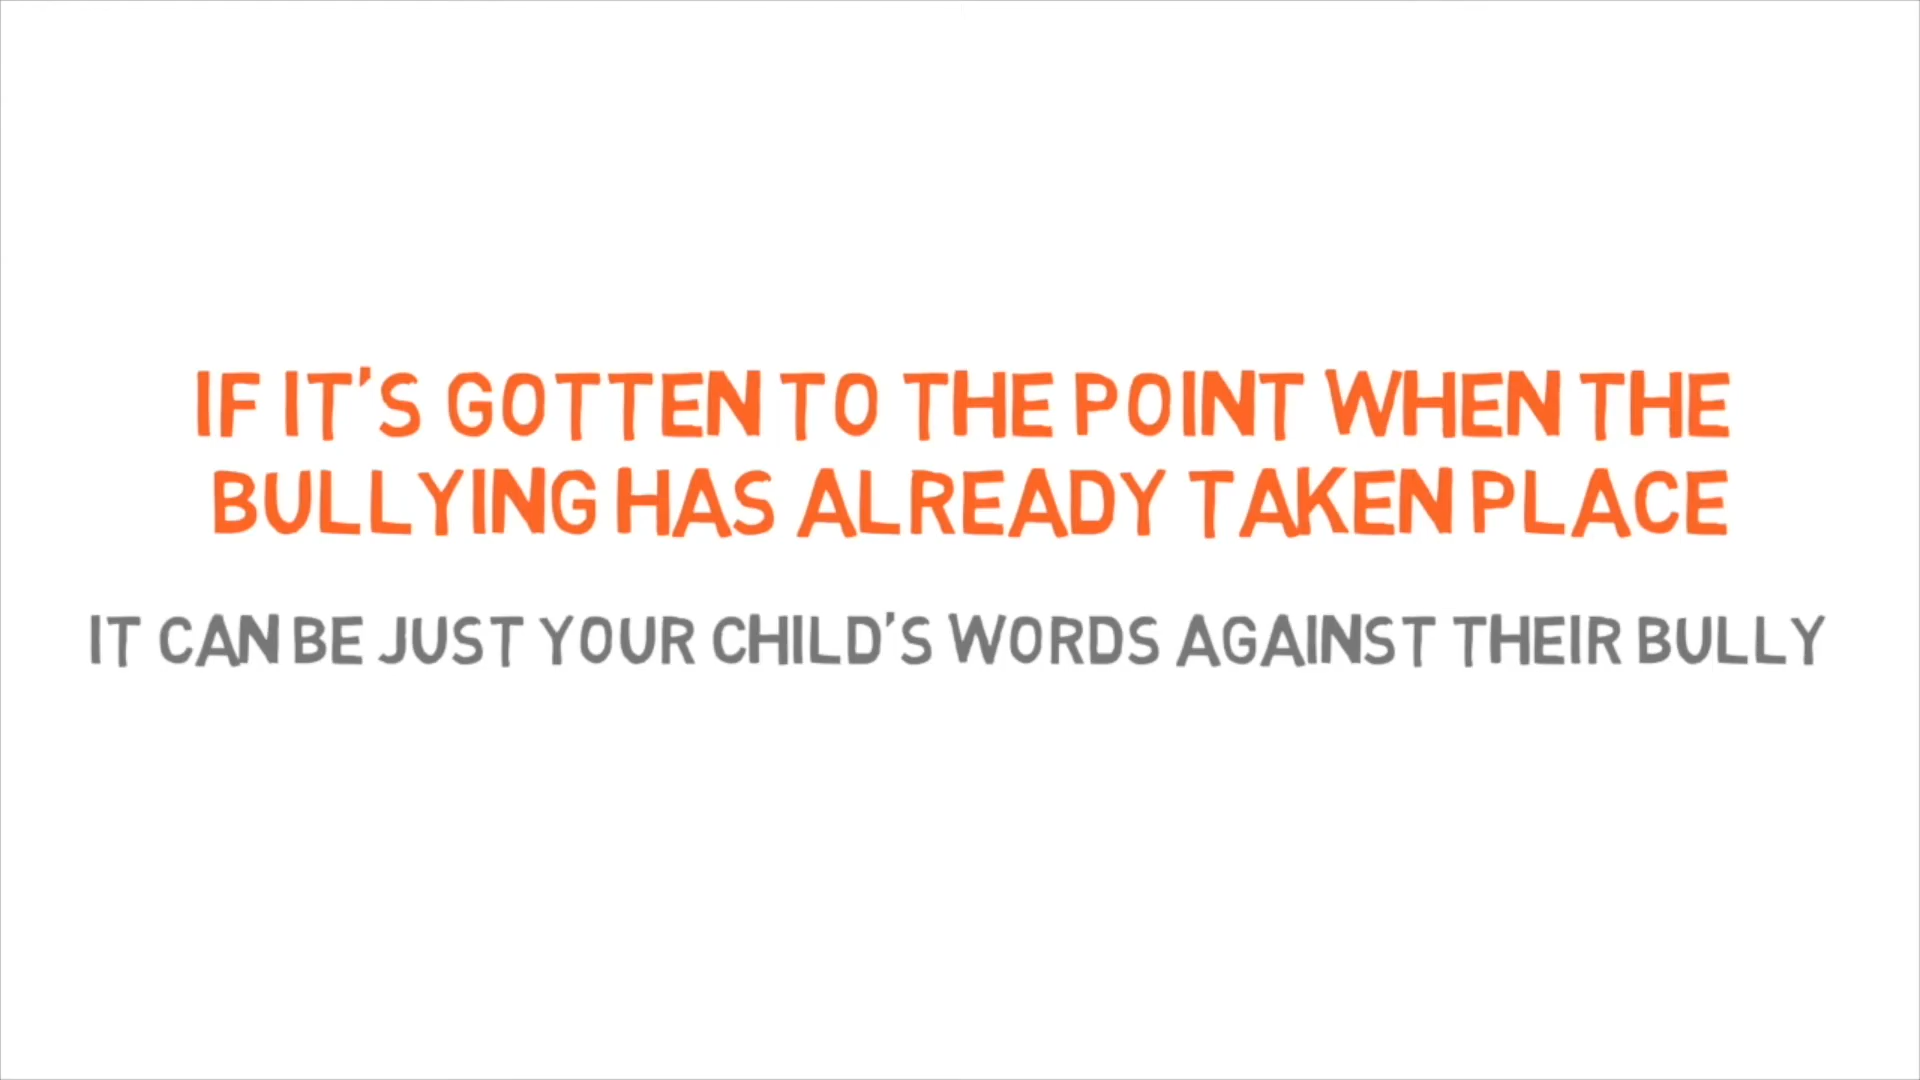 IF IT'S GOTTEN TO THE POINT WHEN THE
BULLYING HAS ALREADY TAKEN PLACE
IT CAN BE JUST YOUR CHILD'S WORDS AGAINST THEIR BULLY